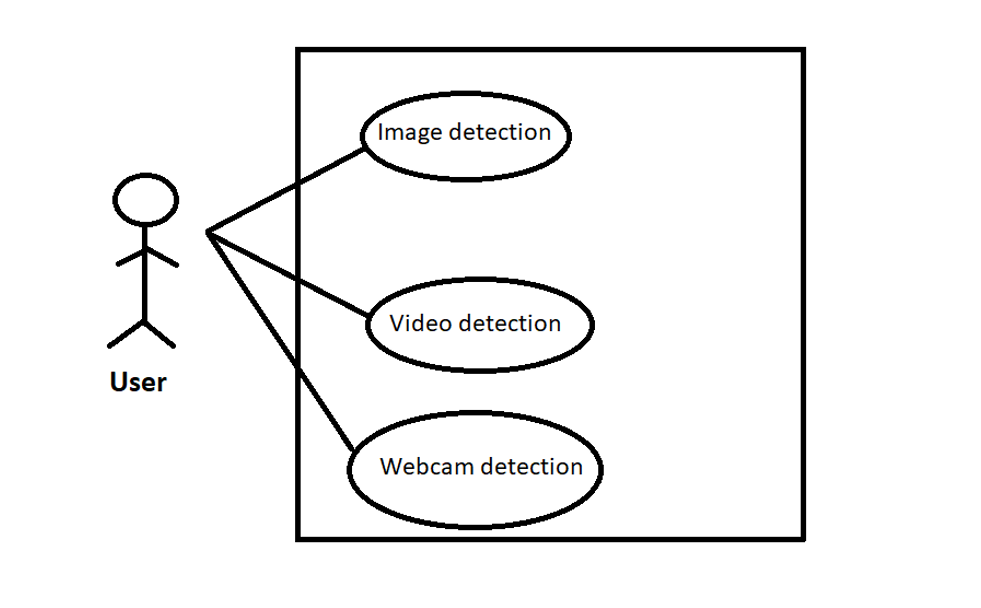 Image detection
Video detection
User
Webcam detection